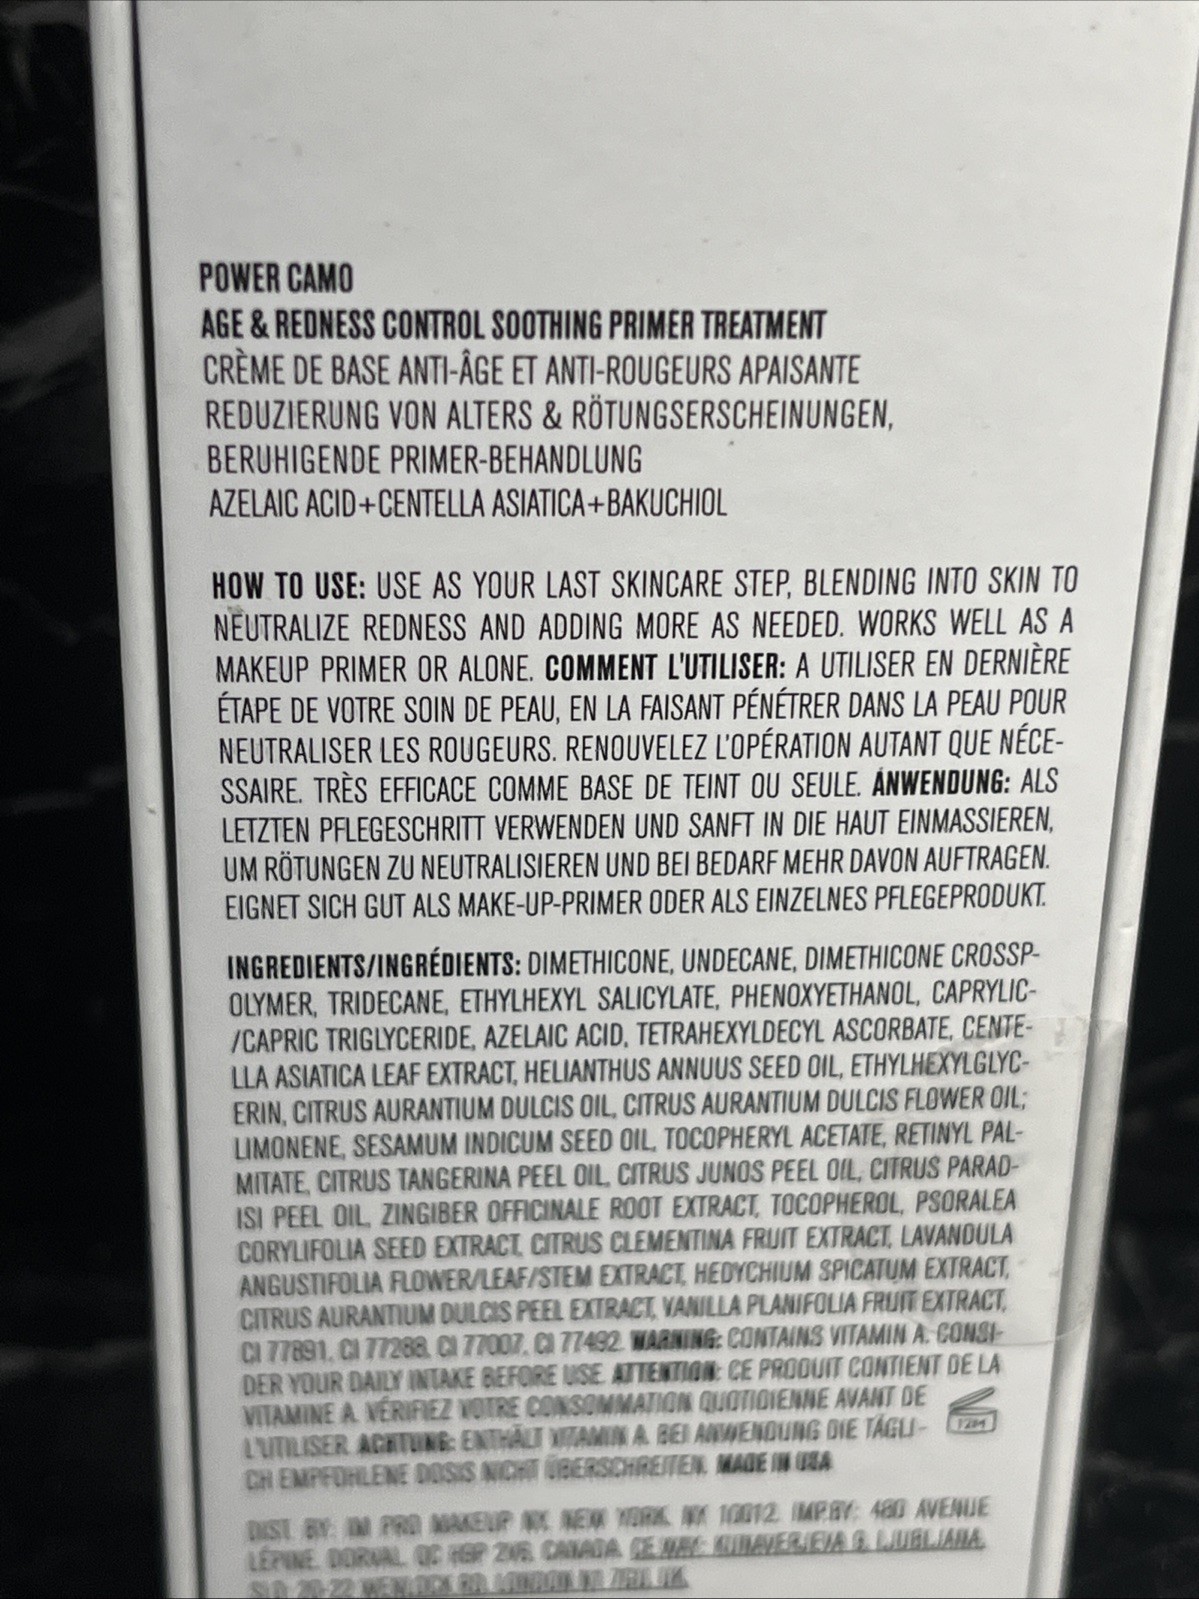 POWER CAMO
AGE & REDNESS CONTROL SOOTHING PRIMER TREATMENT
CRÈME DE BASE ANTI-ÂGE ET ANTI-ROUGEURS APAISANTE
REDUZIERUNG VON ALTERS & RÖTUNGSERSCHEINUNGEN,
BERUHIGENDE PRIMER-BEHANDLUNG
AZELAIC ACID+CENTELLA ASIATICA+BAKUCHIOL
HOW TO USE: USE AS YOUR LAST SKINCARE STEP, BLENDING INTO SKIN TO
NEUTRALIZE REDNESS AND ADDING MORE AS NEEDED. WORKS WELL AS A
MAKEUP PRIMER OR ALONE. COMMENT L'UTILISER: A UTILISER EN DERNIÈRE
ÉTAPE DE VOTRE SOIN DE PEAU, EN LA FAISANT PÉNÉTRER DANS LA PEAU POUR
NEUTRALISER LES ROUGEURS. RENOUVELEZ L'OPÉRATION AUTANT QUE NÉCE-
SSAIRE. TRÈS EFFICACE COMME BASE DE TEINT OU SEULE. ANWENDUNG: ALS
LETZTEN PFLEGESCHRITT VERWENDEN UND SANFT IN DIE HAUT EINMASSIEREN,
UM RÖTUNGEN ZU NEUTRALISIEREN UND BEI BEDARF MEHR DAVON AUFTRAGEN.
EIGNET SICH GUT ALS MAKE-UP-PRIMER ODER ALS EINZELNES PFLEGEPRODUKT.
INGREDIENTS/INGRÉDIENTS: DIMETHICONE, UNDECANE, DIMETHICONE CROSSP-
OLYMER, TRIDECANE, ETHYLHEXYL SALICYLATE, PHENOXYETHANOL, CAPRYLIC-
/CAPRIC TRIGLYCERIDE, AZELAIC ACID, TETRAHEXYLDECYL ASCORBATE, CENTE-
LLA ASIATICA LEAF EXTRACT, HELIANTHUS ANNUUS SEED OIL, ETHYLHEXYLGLYC-
ERIN, CITRUS AURANTIUM DULCIS OIL, CITRUS AURANTIUM DULCIS FLOWER OIL;
LIMONENE, SESAMUM INDICUM SEED OIL, TOCOPHERYL ACETATE, RETINYL PAL-
MITATE, CITRUS TANGERINA PEEL OIL, CITRUS JUNOS PEEL OIL, CITRUS PARAD-
ISI PEEL OIL, ZINGIBER OFFICINALE ROOT EXTRACT, TOCOPHEROL, PSORALEA
CORYLIFOLIA SEED EXTRACT, CITRUS CLEMENTINA FRUIT EXTRACT, LAVANDULA
ANGUSTIFOLIA FLOWER/LEAF/STEM EXTRACT, HEDYCHIUM SPICATUM EXTRACT,
CITRUS AURANTIUM DULCIS PEEL EXTRACT, VANILLA PLANIFOLIA FRUIT EXTRACT,
CI 77891, CI 77288, CI 77007, CI 77492. WARNING: CONTAINS VITAMIN A. CONSI-
DER YOUR DAILY INTAKE BEFORE USE. ATTENTION: CE PRODUIT CONTIENT DE LA
VITAMINE A. VÉRIFIEZ VOTRE CONSOMMATION QUOTIDIENNE AVANT DE
L'UTILISER. ACHTUNG: ENTHÄLT VITAMIN A. BEI ANWENDUNG DIE TÄGLI-
CH EMPFOHLENE DOSIS NICHT ÜBERSCHREITEN. MADE IN USA
12M
DIST. BY: IM PRO MAKEUP NY, NEW YORK, NY 10012. IMP.BY: 480 AVENUE
LÉPINE, DORVAL, QC H9P 2V6, CANADA. KUNAVERJEVA LJUBLJANA,
SLO 20-22 WENLOCK RD, LONDON UK